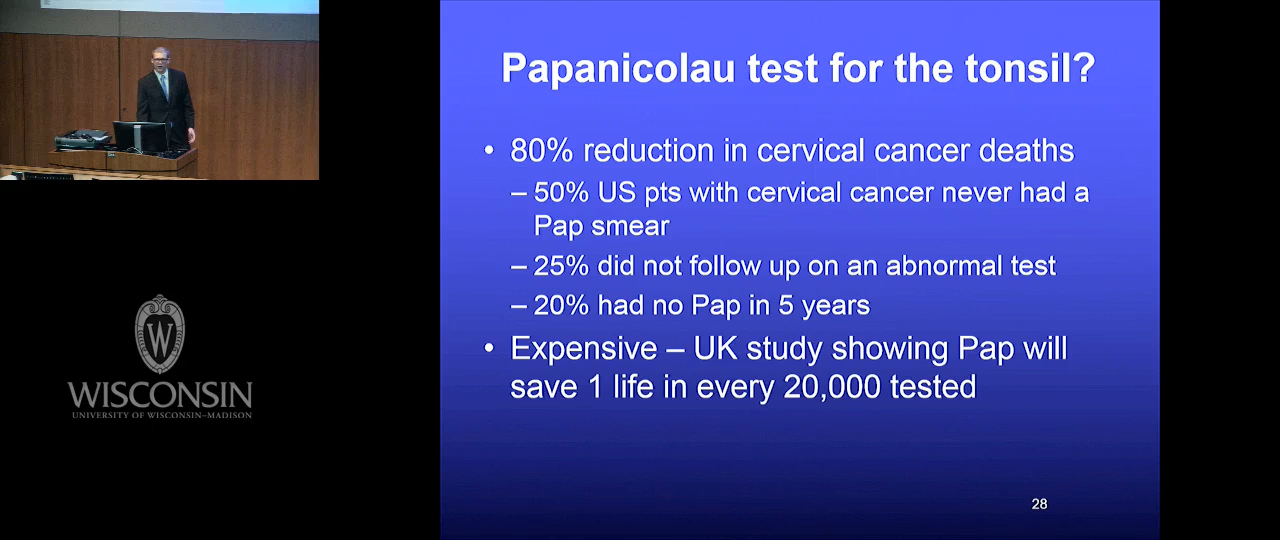 Papanicolau test for the tonsil?
• 80% reduction in cervical cancer deaths
– 50% US pts with cervical cancer never had a
Pap smear
– 25% did not follow up on an abnormal test
– 20% had no Pap in 5 years
• Expensive – UK study showing Pap will
save 1 life in every 20,000 tested
28
W
WISCONSIN
UNIVERSITY OF WISCONSIN–MADISON